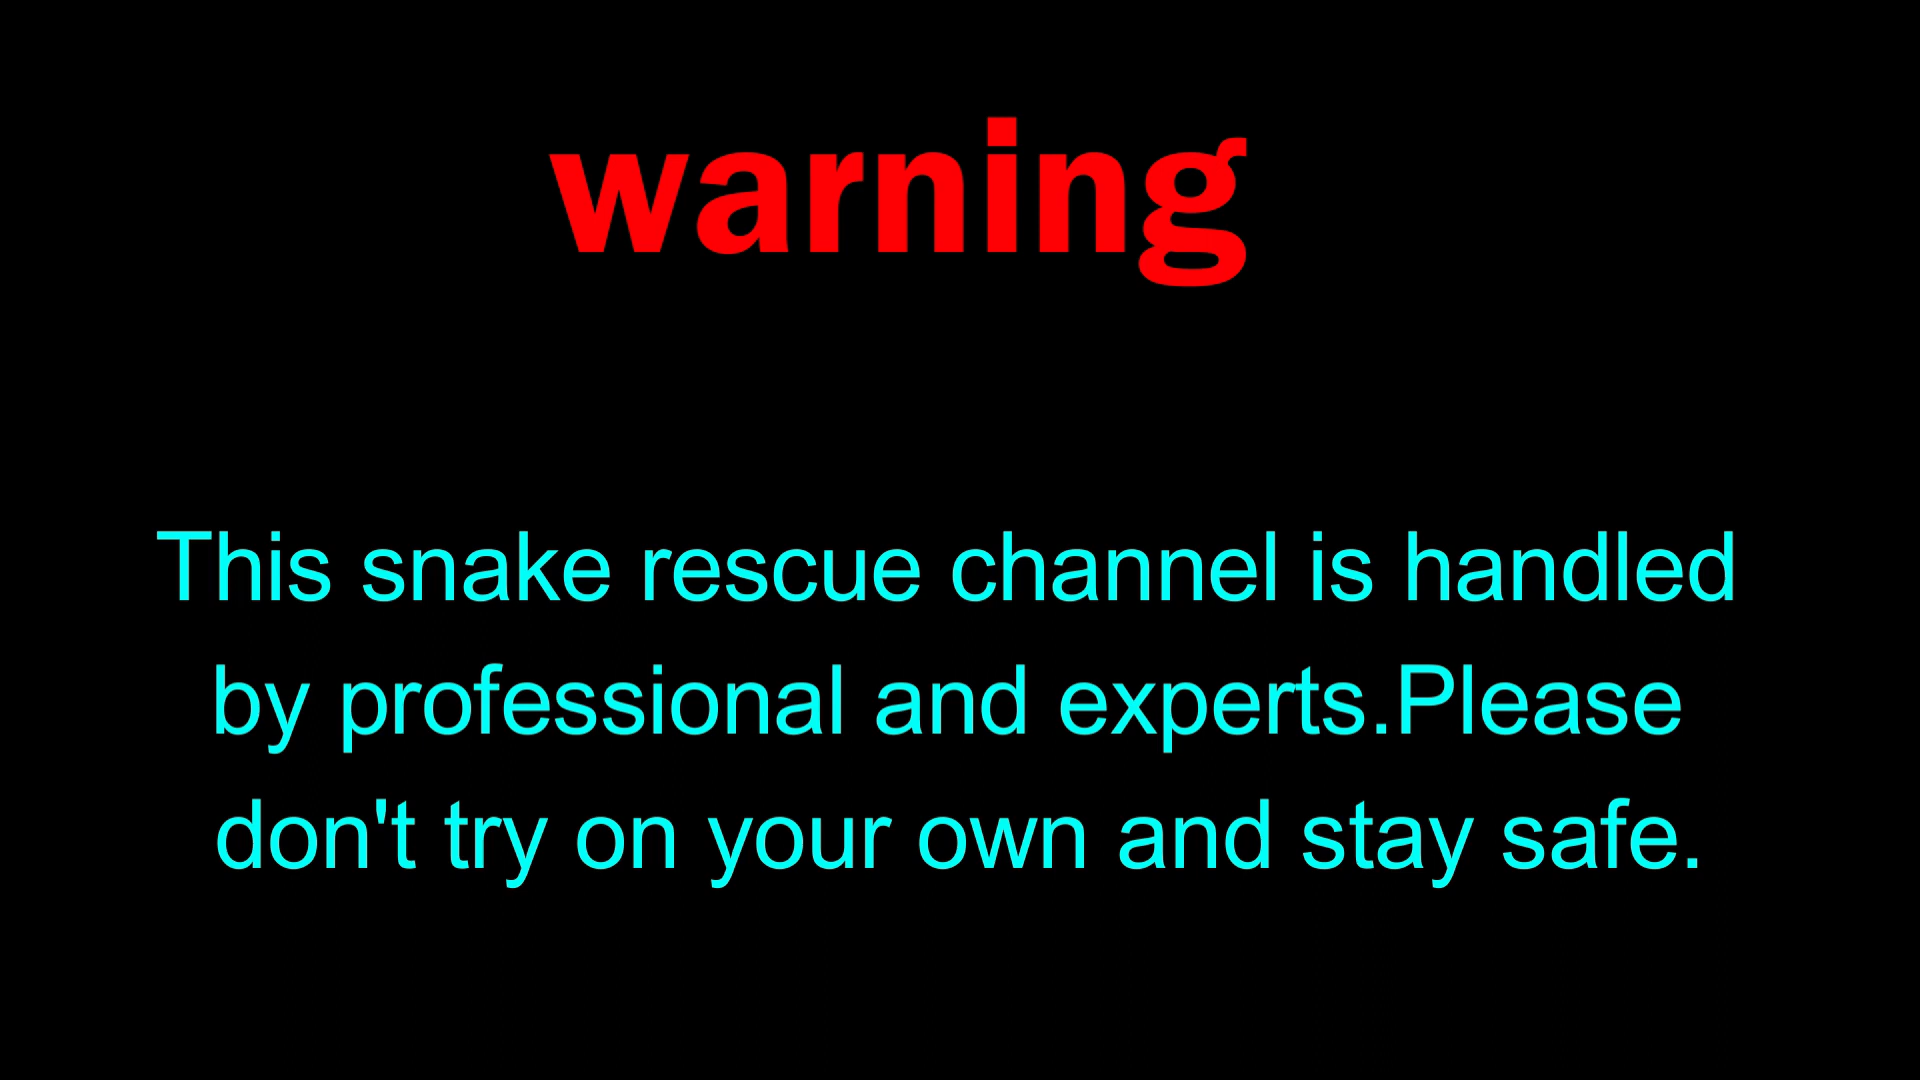 warning
This snake rescue channel is handled
by professional and experts.Please
don't try on your own and stay safe.